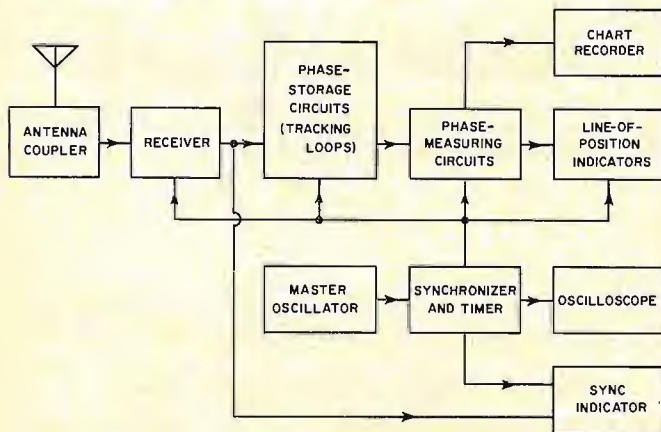 CHART
RECORDER
PHASE-
STORAGE
CIRCUITS
(TRACKING
LOOPS)
ANTENNA
COUPLER
RECEIVER
PHASE-
MEASURING
CIRCUITS
LINE-OF-
POSITION
INDICATORS
MASTER
OSCILLATOR
SYNCHRONIZER
AND TIMER
OSCILLOSCOPE
SYNC
INDICATOR